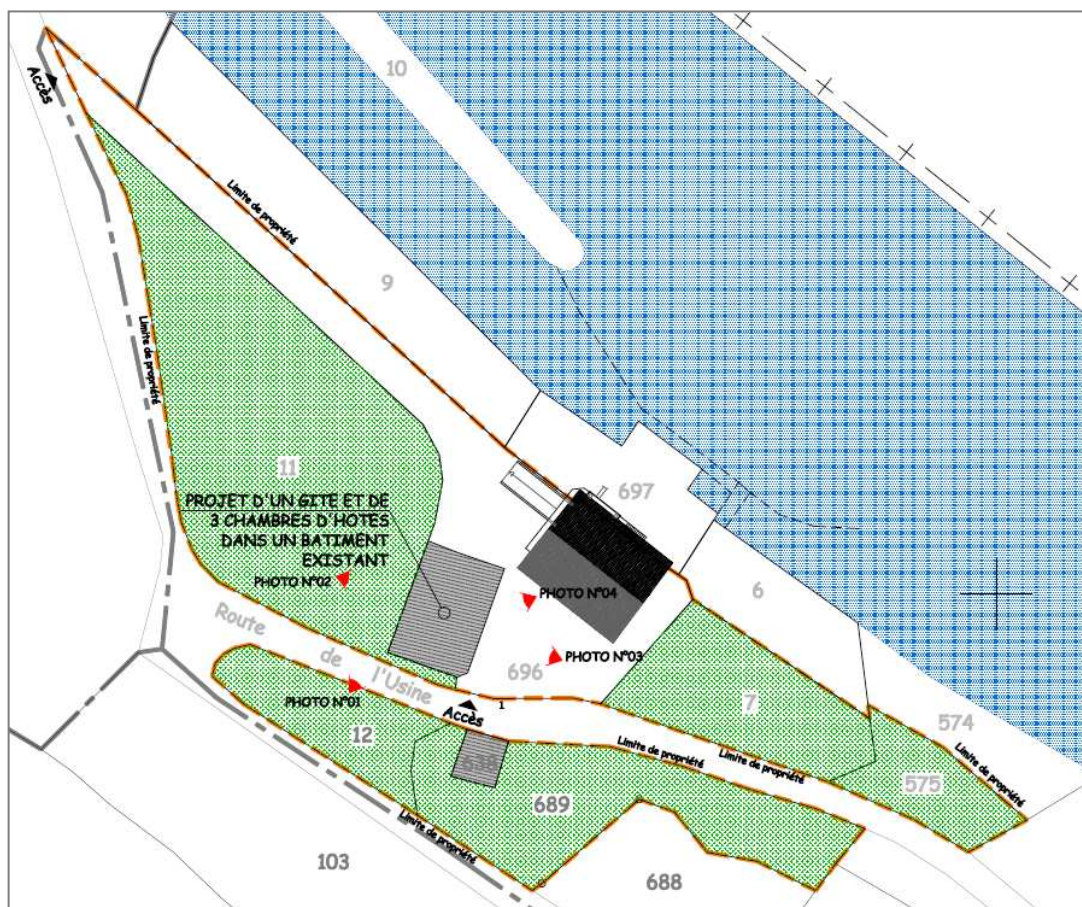 10
Accès
Limite de propriété
9
Limite de propriété
11
697
PROJET D'UN GITE ET DE
3 CHAMBRES D'HOTES
DANS UN BATIMENT
EXISTANT
PHOTO N°02
PHOTO N°04
6
Route
de
l'Usine
PHOTO N°03
696
PHOTO N°01
1
Accès
7
574
12
638
Limite de propriété
Limite de propriété
Limite de propriété
575
689
Limite de propriété
103
688